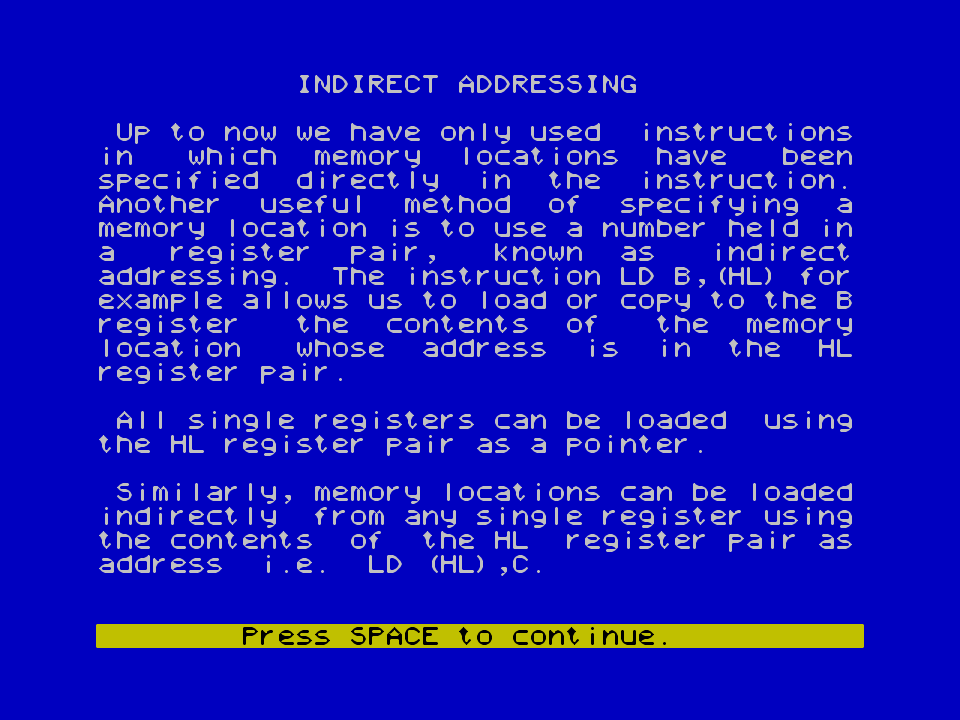 INDIRECT ADDRESSING
Up to now we have only used instructions
in which memory locations have been
specified directly in the instruction.
Another useful method of specifying a
memory location is to use a number held in
a register pair, known as indirect
addressing. The instruction LD B,(HL) for
example allows us to load or copy to the B
register the contents of the memory
location whose address is in the HL
register pair.
All single registers can be loaded using
the HL register pair as a pointer.
Similarly, memory locations can be loaded
indirectly from any single register using
the contents of the HL register pair as
address i.e. LD (HL),C.
Press SPACE to continue.